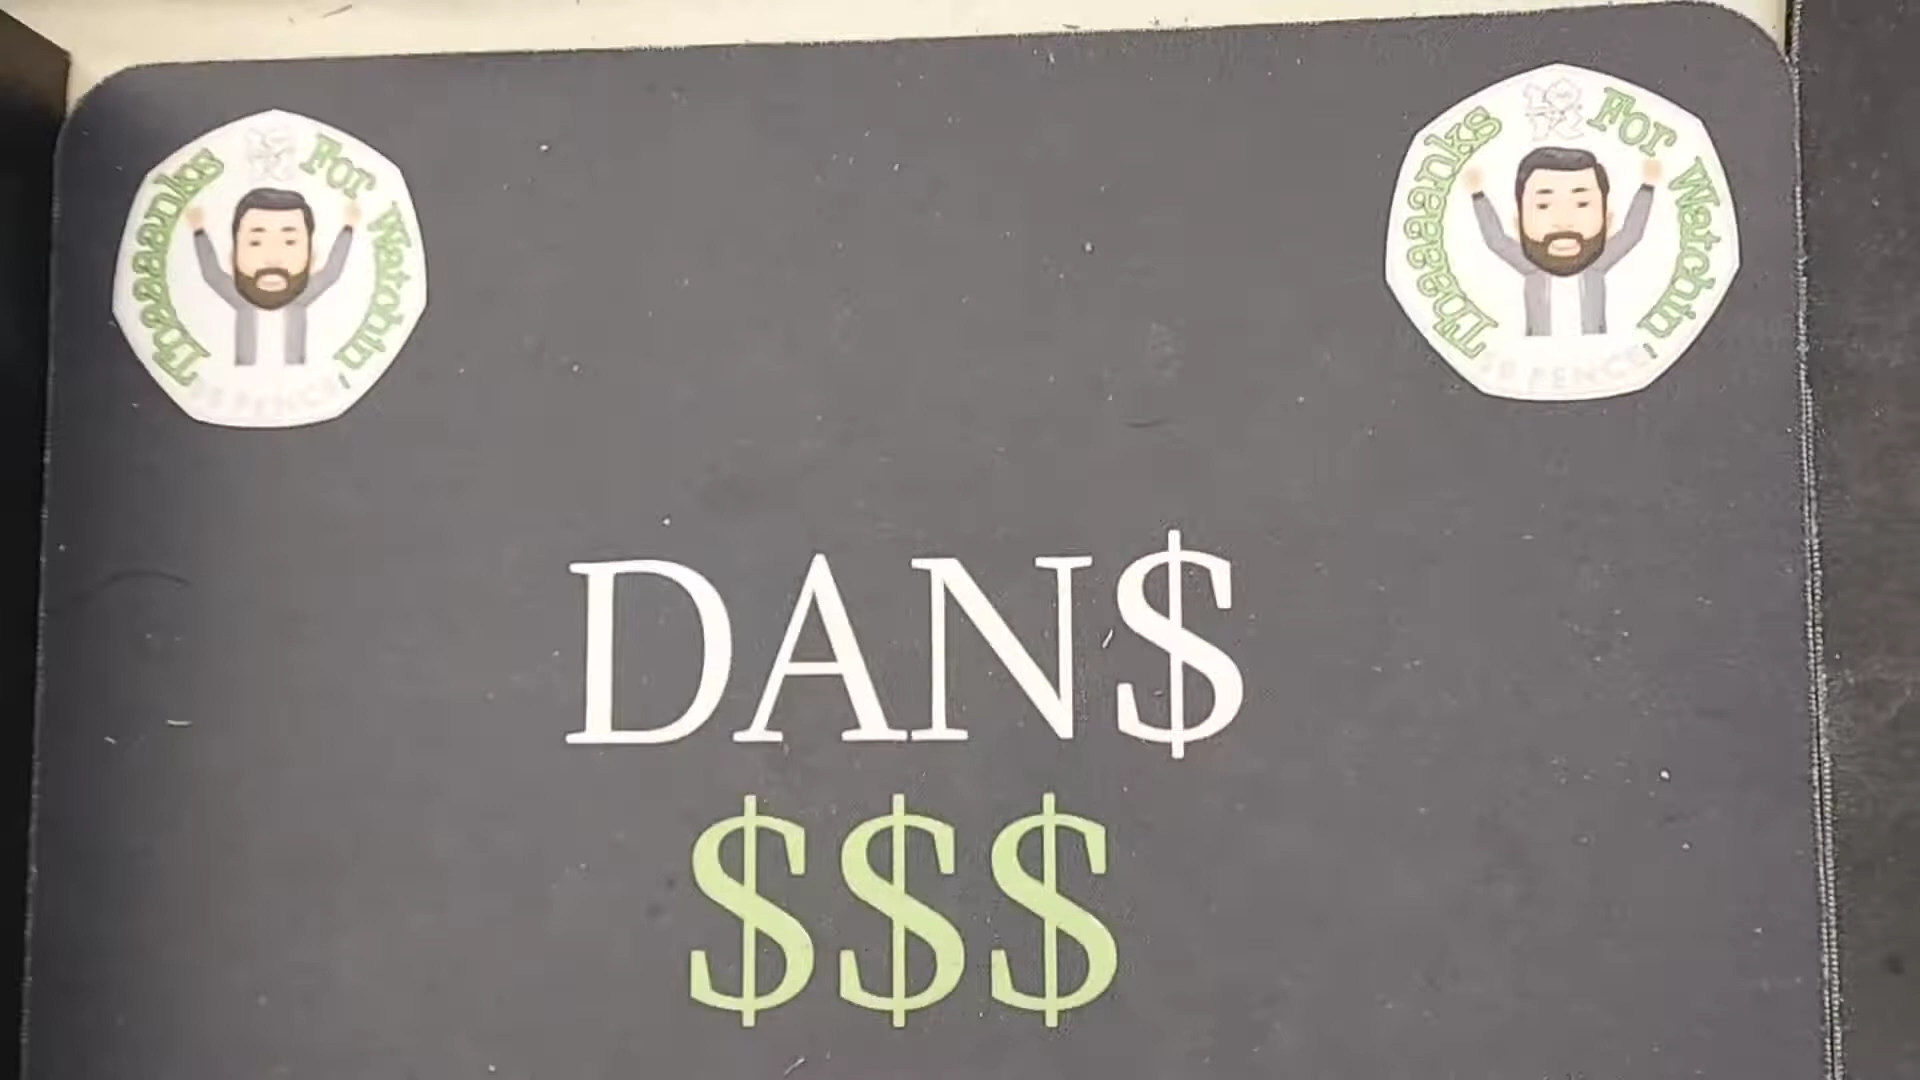 Thaaaanks For Watchin'
50 PENCE
Thaaaanks For Watchin'
50 PENCE
DAN$
$$$